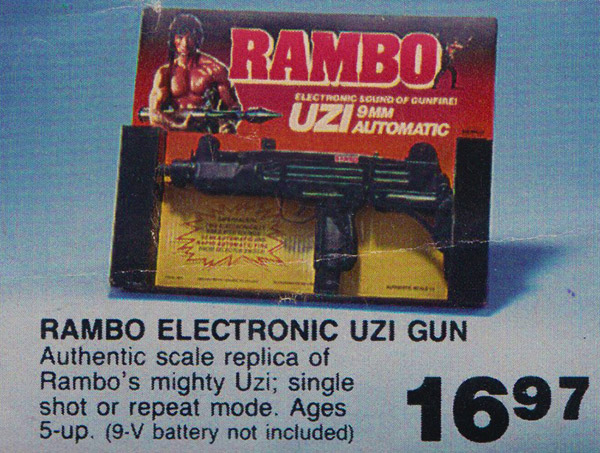 RAMBO
ELECTRONIC SOUND OF GUNFIRE!
UZI 9MM
AUTOMATIC
RAMBO
RAMBO ELECTRONIC UZI GUN
Authentic scale replica of
Rambo's mighty Uzi; single
shot or repeat mode. Ages
5-up. (9-V battery not included)
1697